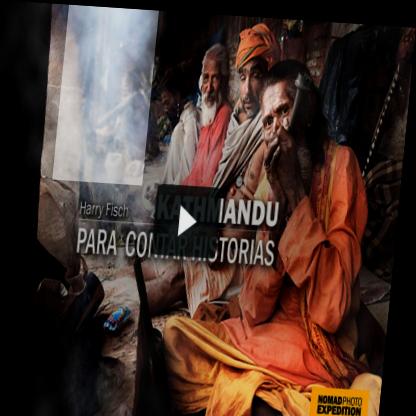 Harry Fisch
KATHMANDU
PARA CONTAR HISTORIAS
NOMAD PHOTO
EXPEDITION